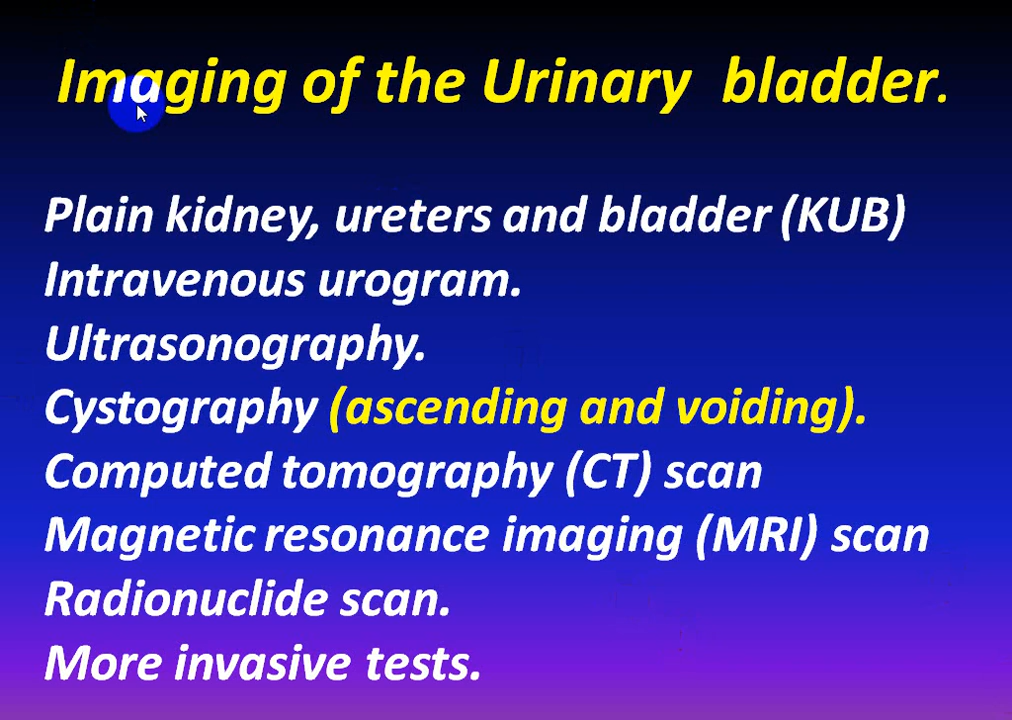 Imaging of the Urinary bladder.
Plain kidney, ureters and bladder (KUB)
Intravenous urogram.
Ultrasonography.
Cystography (ascending and voiding).
Computed tomography (CT) scan
Magnetic resonance imaging (MRI) scan
Radionuclide scan.
More invasive tests.